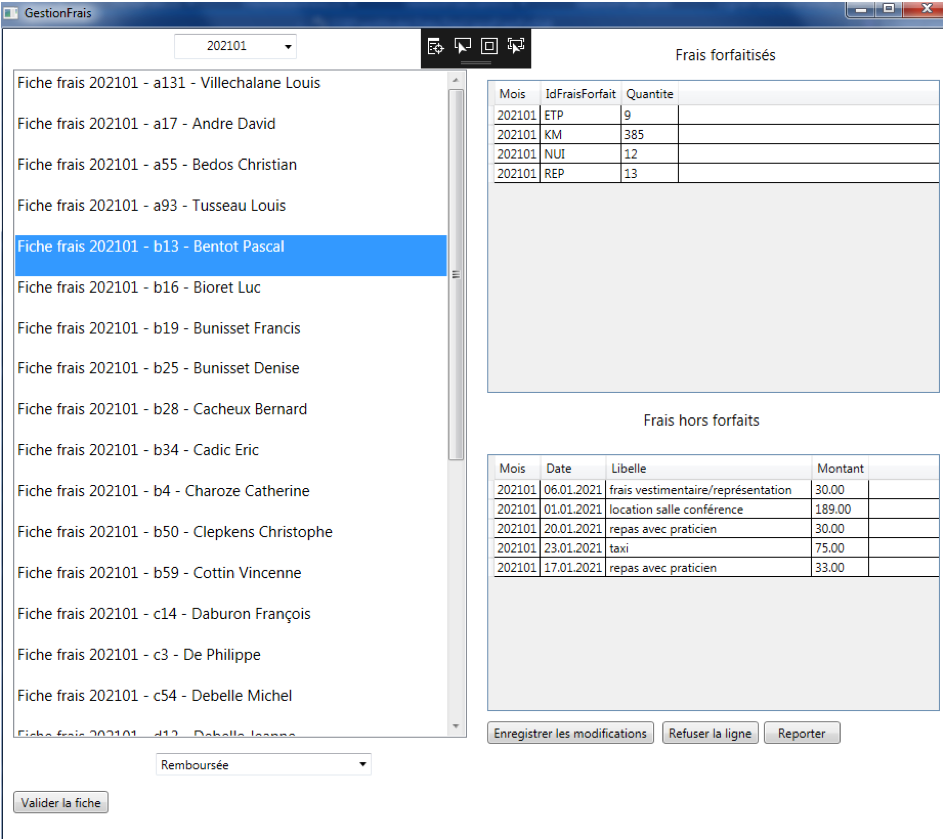 GestionFrais
202101
Fiche frais 202101 - a131 - Villechalane Louis
Fiche frais 202101 - a17 - Andre David
Fiche frais 202101 - a55 - Bedos Christian
Fiche frais 202101 - a93 - Tusseau Louis
Fiche frais 202101 - b13 - Bentot Pascal
Fiche frais 202101 - b16 - Bioret Luc
Fiche frais 202101 - b19 - Bunisset Francis
Fiche frais 202101 - b25 - Bunisset Denise
Fiche frais 202101 - b28 - Cacheux Bernard
Fiche frais 202101 - b34 - Cadic Eric
Fiche frais 202101 - b4 - Charoze Catherine
Fiche frais 202101 - b50 - Clepkens Christophe
Fiche frais 202101 - b59 - Cottin Vincenne
Fiche frais 202101 - c14 - Daburon François
Fiche frais 202101 - c3 - De Philippe
Fiche frais 202101 - c54 - Debelle Michel
Fiche frais 202101 - d13 - Debelle Jeanne
Remboursée
Valider la fiche
Frais forfaitisés
Mois IdFraisForfait Quantite
202101 ETP 9
202101 KM 385
202101 NUI 12
202101 REP 13
Frais hors forfaits
Mois Date Libelle Montant
202101 06.01.2021 frais vestimentaire/représentation 30.00
202101 01.01.2021 location salle conférence 189.00
202101 20.01.2021 repas avec praticien 30.00
202101 23.01.2021 taxi 75.00
202101 17.01.2021 repas avec praticien 33.00
Enregistrer les modifications Refuser la ligne Reporter